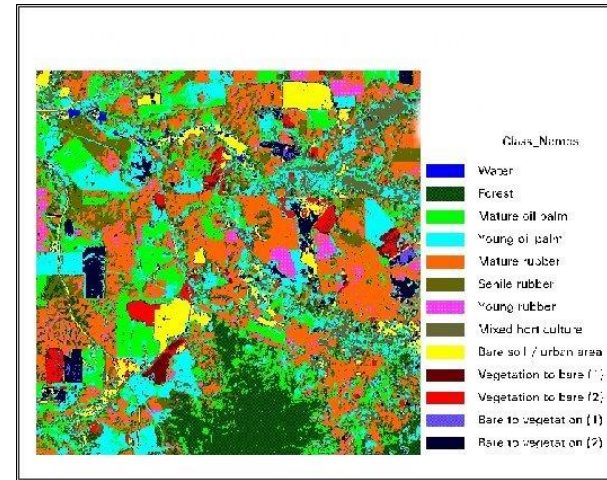 Class_Names
Water
Forest
Mature oil palm
Young oil palm
Mature rubber
Senile rubber
Young rubber
Mixed horticulture
Bare soil / urban area
Vegetation to bare (1)
Vegetation to bare (2)
Bare to vegetation (1)
Bare to vegetation (2)